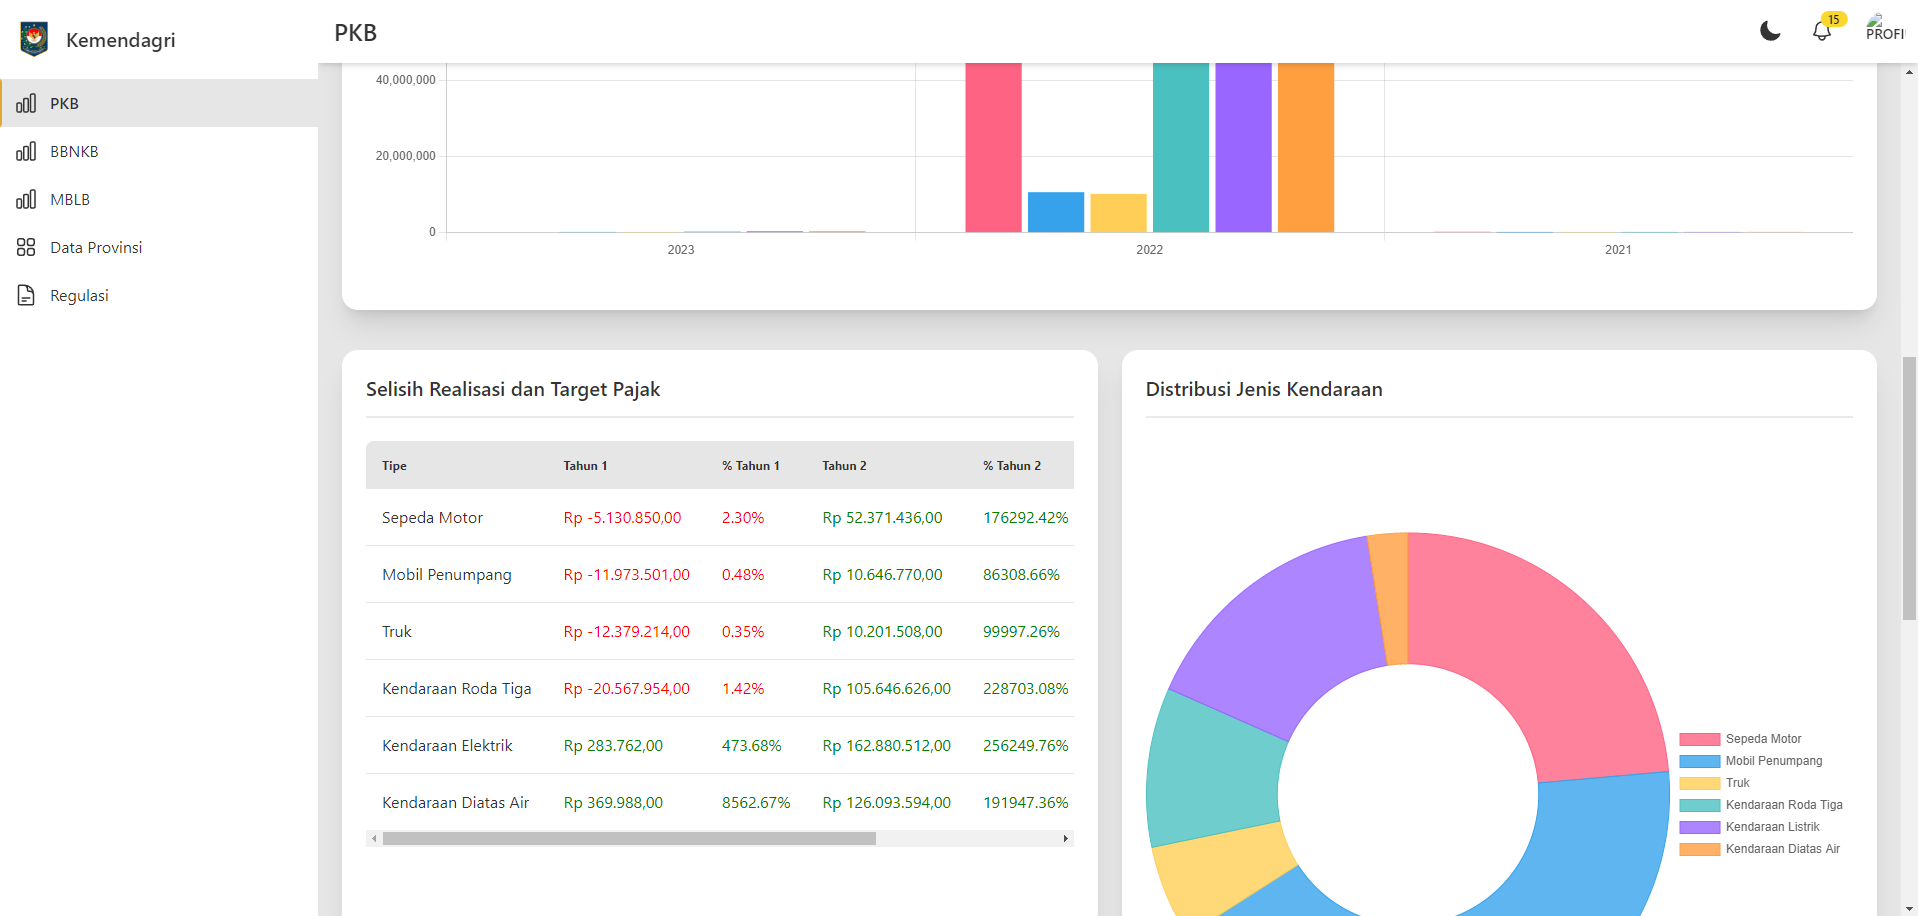 Kemendagri
PKB
15
PROFI
PKB
BBNKB
MBLB
Data Provinsi
Regulasi
40,000,000
20,000,000
0
2023
2022
2021
Selisih Realisasi dan Target Pajak
Tipe Tahun 1 % Tahun 1 Tahun 2 % Tahun 2
Sepeda Motor Rp -5.130.850,00 2.30% Rp 52.371.436,00 176292.42%
Mobil Penumpang Rp -11.973.501,00 0.48% Rp 10.646.770,00 86308.66%
Truk Rp -12.379.214,00 0.35% Rp 10.201.508,00 99997.26%
Kendaraan Roda Tiga Rp -20.567.954,00 1.42% Rp 105.646.626,00 228703.08%
Kendaraan Elektrik Rp 283.762,00 473.68% Rp 162.880.512,00 256249.76%
Kendaraan Diatas Air Rp 369.988,00 8562.67% Rp 126.093.594,00 191947.36%
Distribusi Jenis Kendaraan
Sepeda Motor
Mobil Penumpang
Truk
Kendaraan Roda Tiga
Kendaraan Listrik
Kendaraan Diatas Air